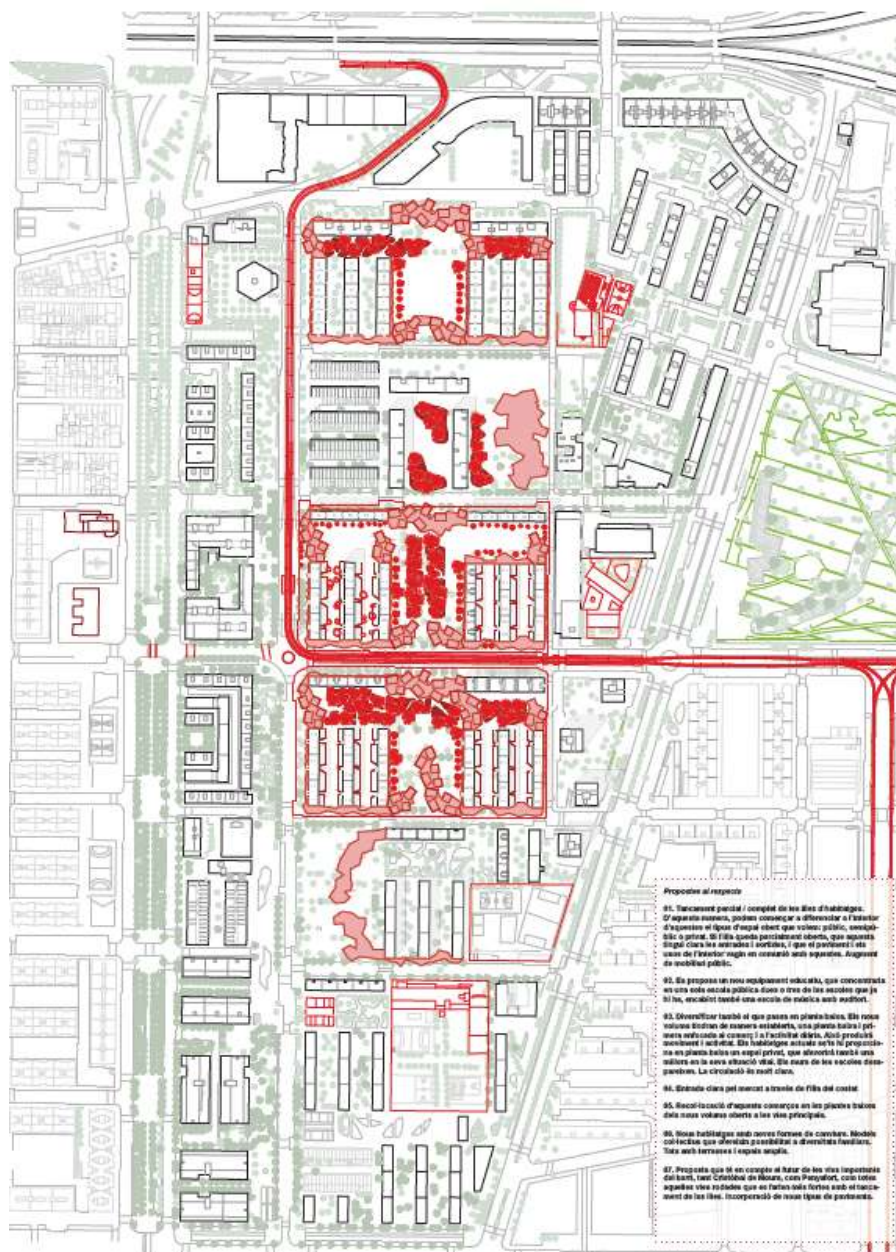 Propostes al respecte
01. Tancament parcial / complet de les illes d'habitatges.
D'aquesta manera, podem començar a diferenciar a l'interior
d'aquestes el tipus d'espai obert que volem: públic, semipú-
blic o privat. Si l'illa queda parcialment oberta, que aquesta
tingui clara les entrades i sortides, i que el paviment i els
usos de l'interior vagin en comunió amb aquestes. Augment
de mobiliari públic.
02. Es proposa un nou equipament educatiu, que concentraria
en una sola escola pública dues o tres de les escoles que ja
hi ha, encabint també una escola de música amb auditori.
03. Diversificar també el que passa en planta baixa. Els nous
volums tindran de manera establerta, una planta baixa i pri-
mera enfocada al comerç i a l'activitat diària. Això produirà
moviment i activitat. Els habitatges actuals se'ls hi proporcio-
na en planta baixa un espai privat, que afavorirà també una
millora en la seva situació vital. Els murs de les escoles desa-
pareixen. La circulació és molt clara.
04. Entrada clara pel mercat a través de l'illa del costat
05. Recol·locació d'aquests comerços en les plantes baixes
dels nous volums oberts a les vies principals.
06. Nous habitatges amb noves formes de conviure. Models
col·lectius que ofereixin possibilitat a diversitats familiars.
Tots amb terrasses i espais amplis.
07. Proposta que té en compte el futur de les vies importants
del barri, tant Cristóbal de Moura, com Penyafort, com totes
aquelles vies rodades que es farien més fortes amb el tanca-
ment de les illes. Incorporació de nous tipus de paviments.